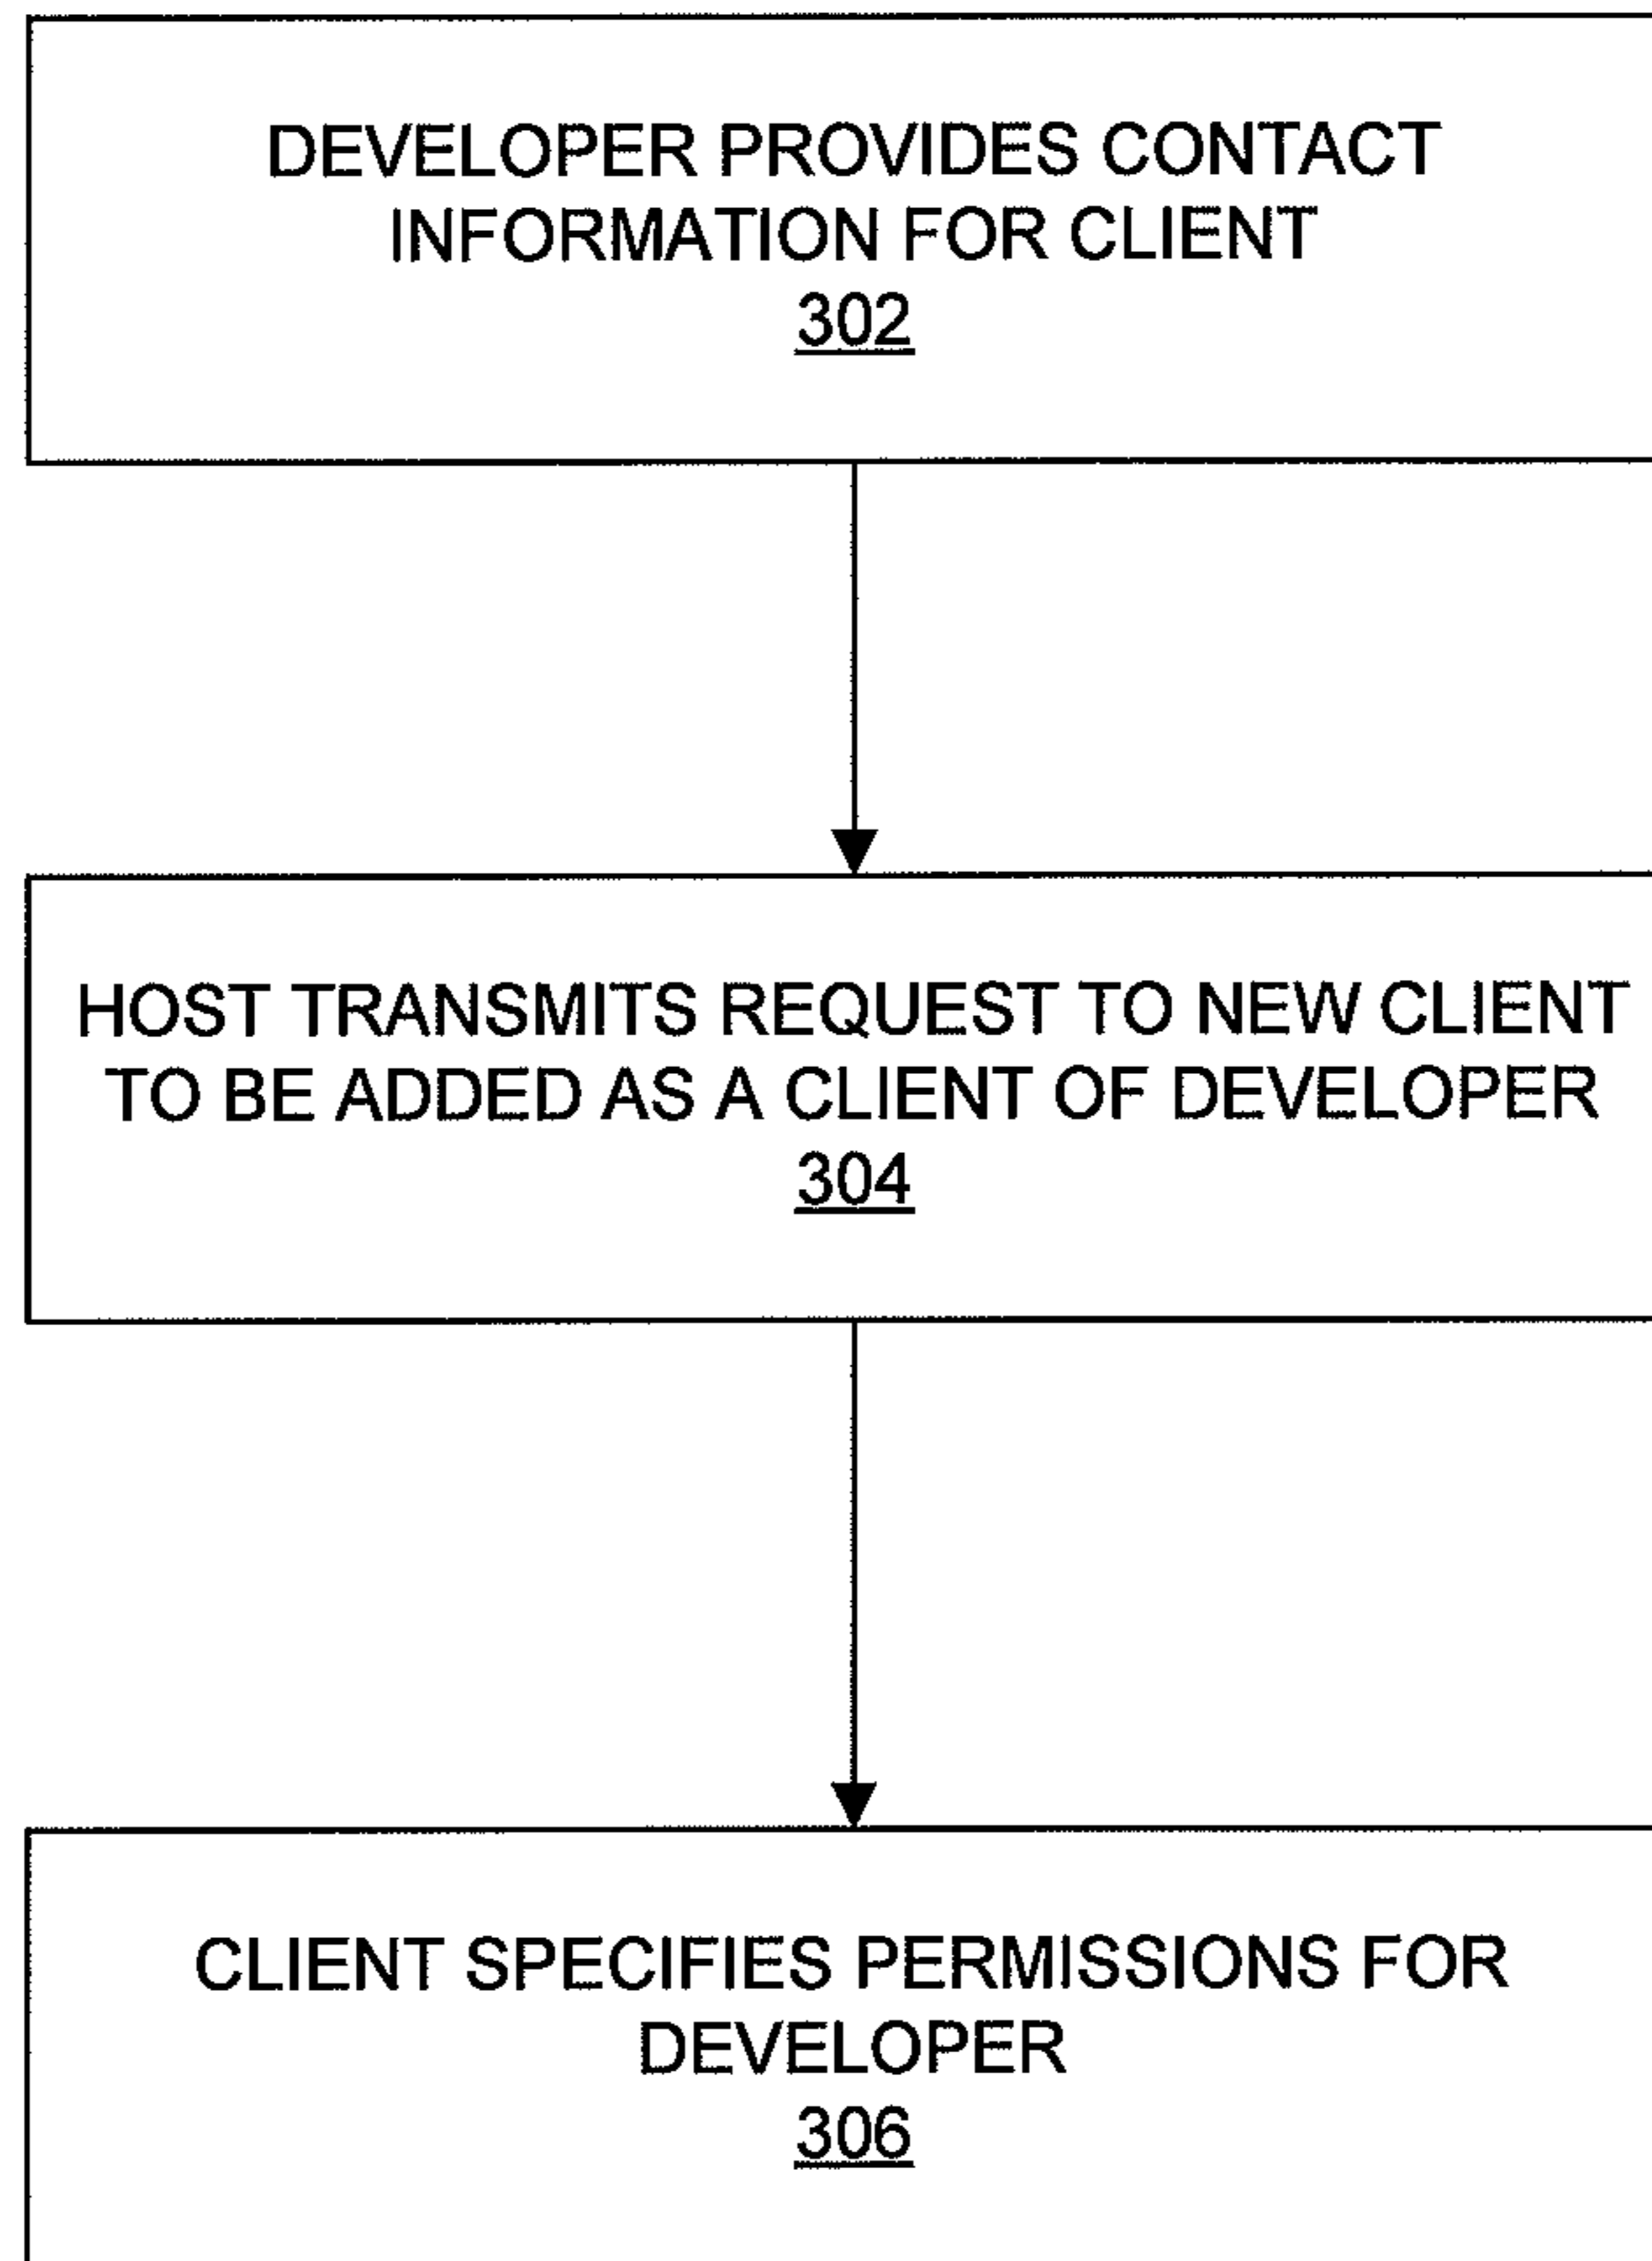 DEVELOPER PROVIDES CONTACT
INFORMATION FOR CLIENT
302
HOST TRANSMITS REQUEST TO NEW CLIENT
TO BE ADDED AS A CLIENT OF DEVELOPER
304
CLIENT SPECIFIES PERMISSIONS FOR
DEVELOPER
306